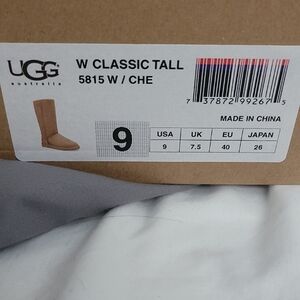 UGG
australia
W CLASSIC TALL
5815 W / CHE
7 37872 99267 5
MADE IN CHINA
9
USA UK EU JAPAN
9 7.5 40 26